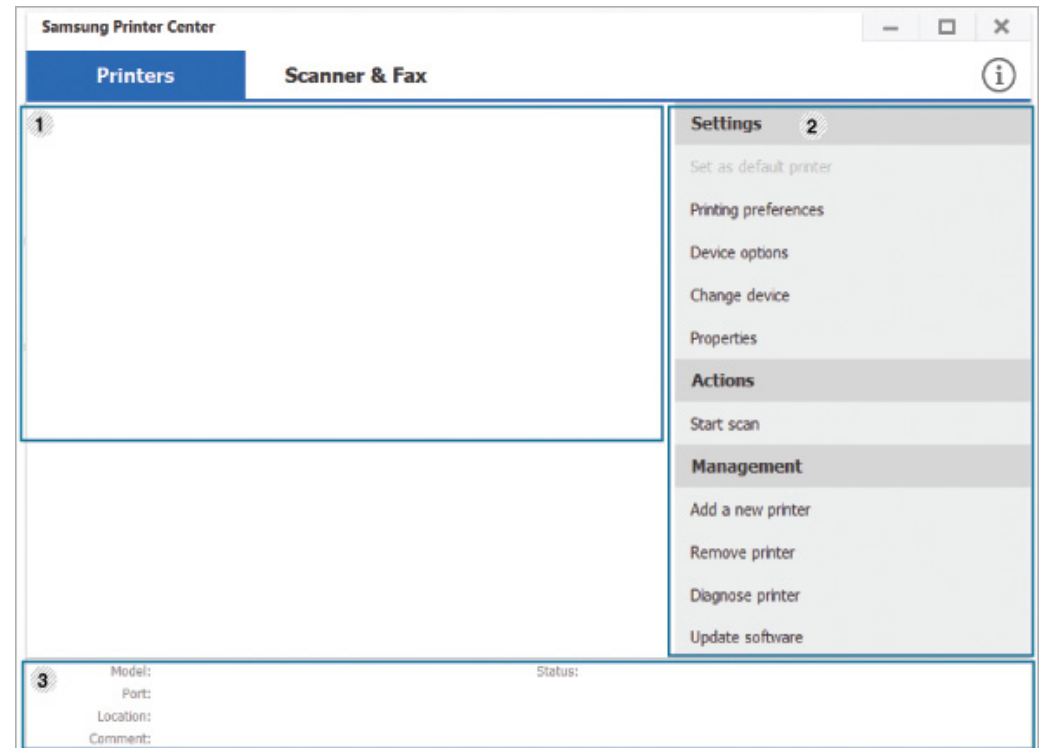 Samsung Printer Center
Printers
Scanner & Fax
i
1
Settings
2
Set as default printer
Printing preferences
Device options
Change device
Properties
Actions
Start scan
Management
Add a new printer
Remove printer
Diagnose printer
Update software
3
Model:
Status:
Port:
Location:
Comment: